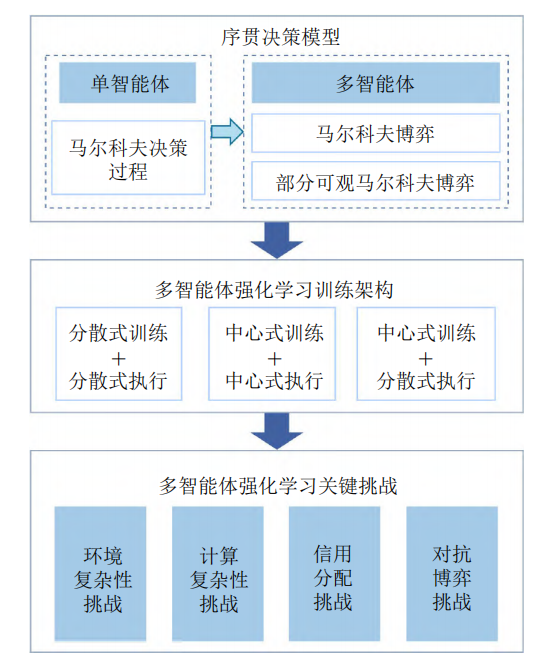 序贯决策模型
单智能体
马尔科夫决策
过程
多智能体
马尔科夫博弈
部分可观马尔科夫博弈
多智能体强化学习训练架构
分散式训练
+
分散式执行
中心式训练
+
中心式执行
中心式训练
+
分散式执行
多智能体强化学习关键挑战
环境
复杂性
挑战
计算
复杂性
挑战
信用
分配
挑战
对抗
博弈
挑战